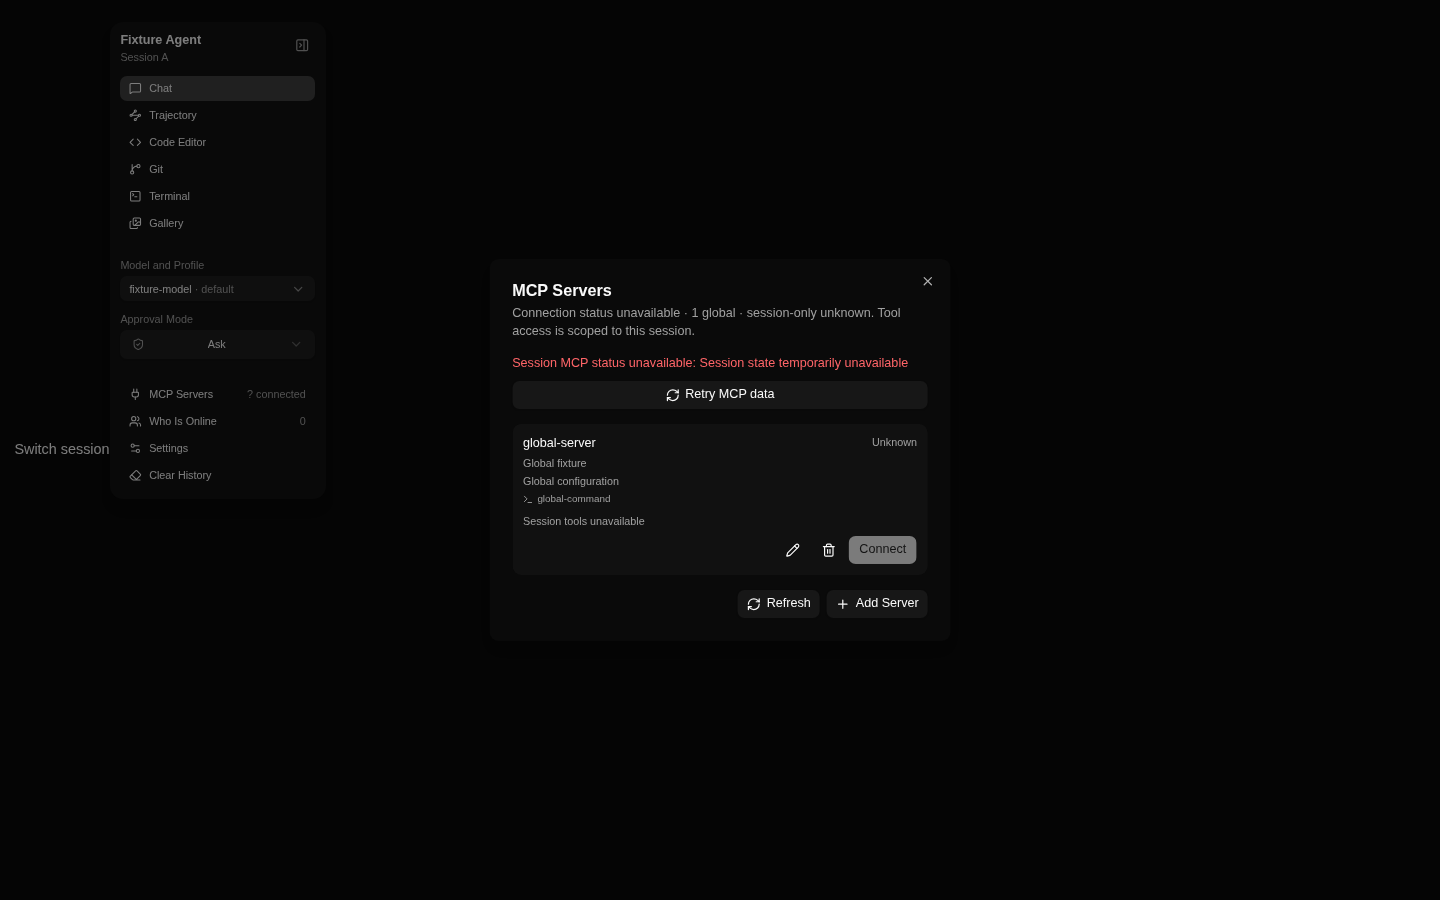 Fixture Agent
Session A
Chat
Trajectory
Code Editor
Git
Terminal
Gallery
Model and Profile
fixture-model · default
Approval Mode
Ask
MCP Servers ? connected
Who Is Online 0
Settings
Clear History
Switch session
MCP Servers
Connection status unavailable · 1 global · session-only unknown. Tool
access is scoped to this session.
Session MCP status unavailable: Session state temporarily unavailable
Retry MCP data
global-server Unknown
Global fixture
Global configuration
global-command
Session tools unavailable
Connect
Refresh Add Server